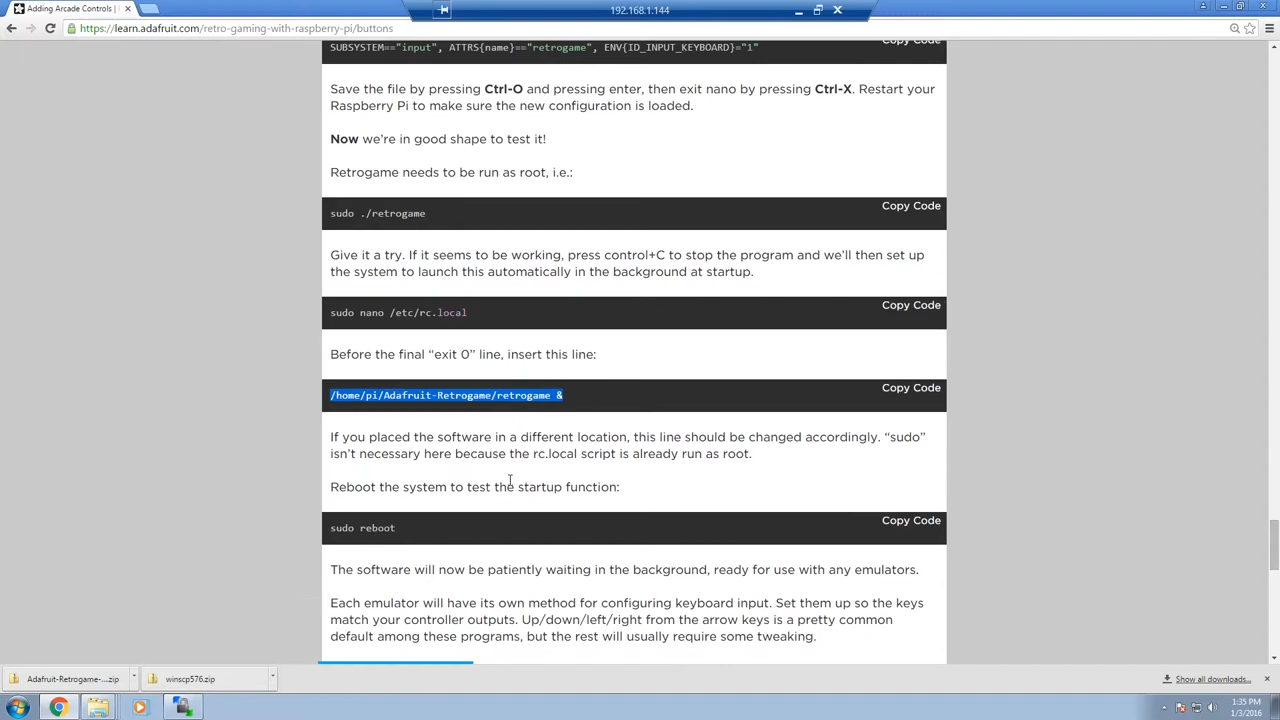 Adding Arcade Controls |
192.168.1.144
https://learn.adafruit.com/retro-gaming-with-raspberry-pi/buttons
Copy Code
SUBSYSTEM=="input", ATTRS{name}=="retrogame", ENV{ID_INPUT_KEYBOARD}="1"
Save the file by pressing Ctrl-O and pressing enter, then exit nano by pressing Ctrl-X. Restart your
Raspberry Pi to make sure the new configuration is loaded.
Now we're in good shape to test it!
Retrogame needs to be run as root, i.e.:
Copy Code
sudo ./retrogame
Give it a try. If it seems to be working, press control+C to stop the program and we'll then set up
the system to launch this automatically in the background at startup.
Copy Code
sudo nano /etc/rc.local
Before the final “exit 0” line, insert this line:
Copy Code
/home/pi/Adafruit-Retrogame/retrogame &
If you placed the software in a different location, this line should be changed accordingly. “sudo”
isn't necessary here because the rc.local script is already run as root.
Reboot the system to test the startup function:
Copy Code
sudo reboot
The software will now be patiently waiting in the background, ready for use with any emulators.
Each emulator will have its own method for configuring keyboard input. Set them up so the keys
match your controller outputs. Up/down/left/right from the arrow keys is a pretty common
default among these programs, but the rest will usually require some tweaking.
Adafruit-Retrogame-....zip
winscp576.zip
Show all downloads...
1:35 PM
1/3/2016